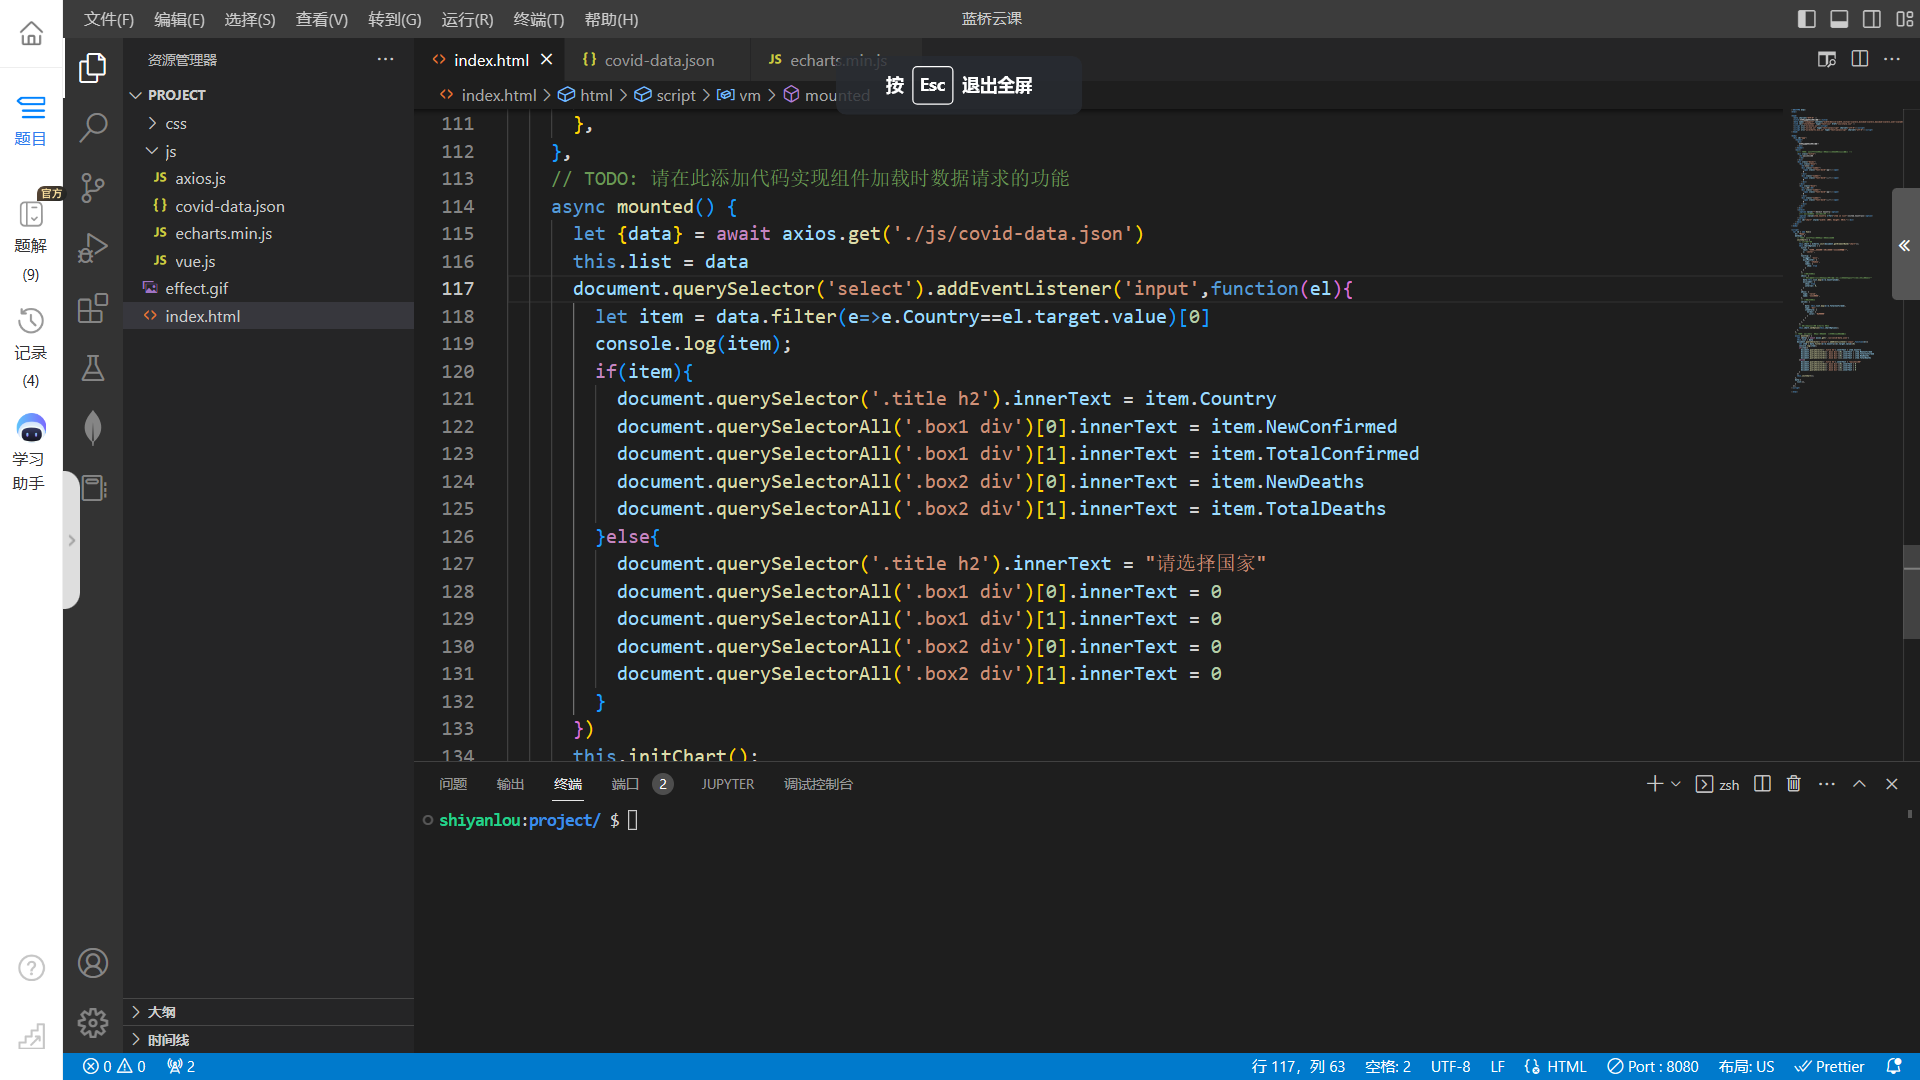 文件(F) 编辑(E) 选择(S) 查看(V) 转到(G) 运行(R) 终端(T) 帮助(H) 蓝桥云课
题目
官方
题解
(9)
记录
(4)
学习
助手
资源管理器
PROJECT
css
js
JS axios.js
{} covid-data.json
JS echarts.min.js
JS vue.js
effect.gif
<> index.html
大纲
时间线
<> index.html {} covid-data.json JS echarts.min.js
按 Esc 退出全屏
<> index.html > html > script > vm > mounted
111 },
112 },
113 // TODO: 请在此添加代码实现组件加载时数据请求的功能
114 async mounted() {
115 let {data} = await axios.get('./js/covid-data.json')
116 this.list = data
117 document.querySelector('select').addEventListener('input',function(el){
118 let item = data.filter(e=>e.Country==el.target.value)[0]
119 console.log(item);
120 if(item){
121 document.querySelector('.title h2').innerText = item.Country
122 document.querySelectorAll('.box1 div')[0].innerText = item.NewConfirmed
123 document.querySelectorAll('.box1 div')[1].innerText = item.TotalConfirmed
124 document.querySelectorAll('.box2 div')[0].innerText = item.NewDeaths
125 document.querySelectorAll('.box2 div')[1].innerText = item.TotalDeaths
126 }else{
127 document.querySelector('.title h2').innerText = "请选择国家"
128 document.querySelectorAll('.box1 div')[0].innerText = 0
129 document.querySelectorAll('.box1 div')[1].innerText = 0
130 document.querySelectorAll('.box2 div')[0].innerText = 0
131 document.querySelectorAll('.box2 div')[1].innerText = 0
132 }
133 })
134 this.initChart();
问题 输出 终端 端口 2 JUPYTER 调试控制台 zsh
shiyanlou:project/ $
0 0 2 行 117，列 63 空格: 2 UTF-8 LF {} HTML Port : 8080 布局: US Prettier